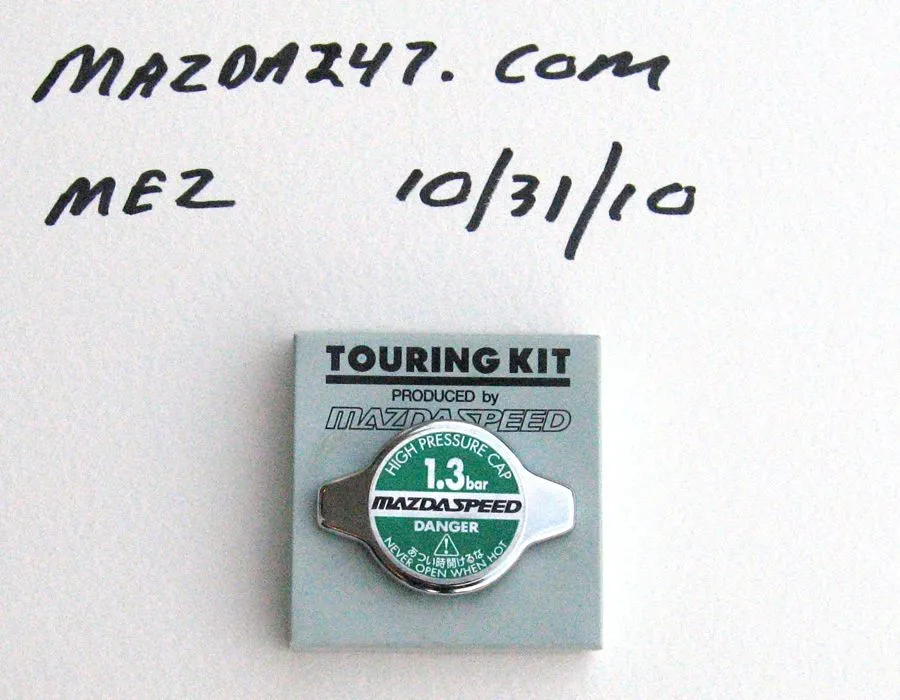 MAZDA247.COM
MEZ 10/31/10
TOURING KIT
PRODUCED by
MAZDASPEED
HIGH PRESSURE CAP
1.3bar
MAZDASPEED
DANGER
あつい時開けるな
NEVER OPEN WHEN HOT